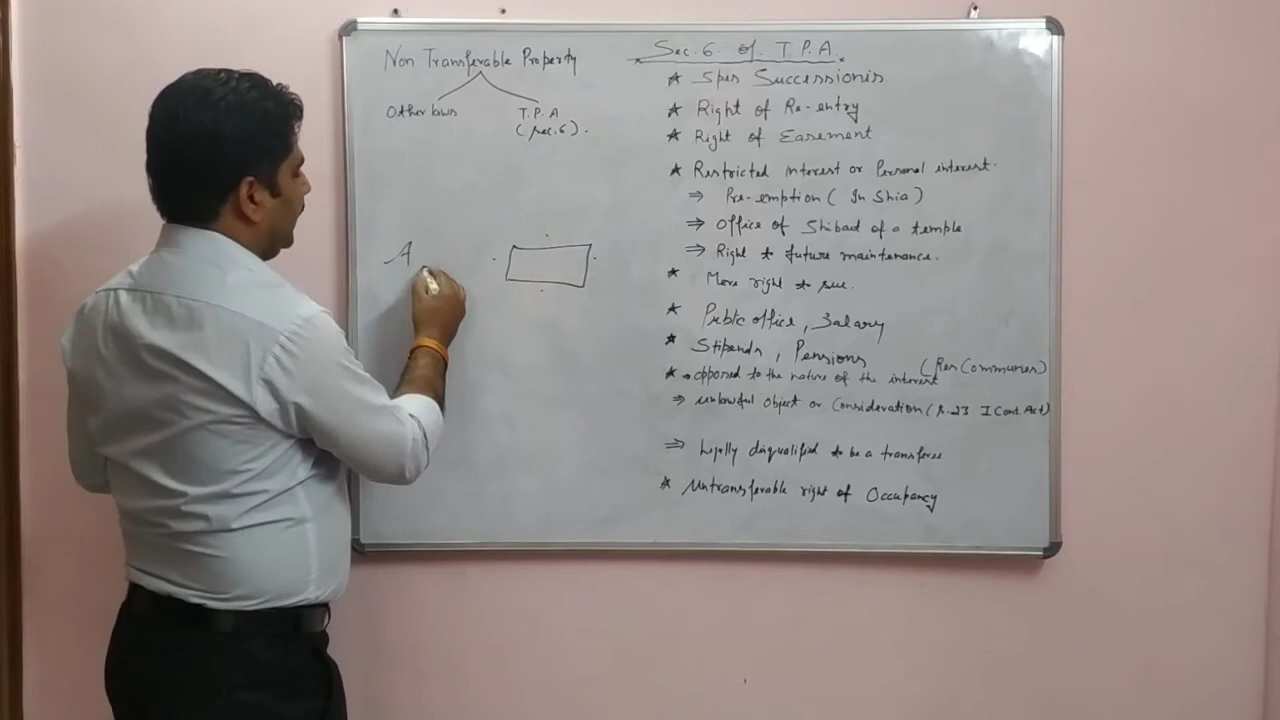 Non Transferable Property
Other laws
T.P.A
(Sec.6).
A
Sec. 6 of T.P.A.
* Spes Successionis
* Right of Re-entry
* Right of Easement
* Restricted interest or Personal interest.
⇒ Pre-emption (In Shia)
⇒ Office of Shibad of a temple
⇒ Right to future maintenance.
* Mere right to sue.
* Public office, Salary
* Stipends, Pensions
* opposed to the nature of the interest (Res Communes)
⇒ unlawful object or Consideration (s.23 I Cont. Act)
⇒ Legally disqualified to be a transferee
* Untransferable right of Occupancy